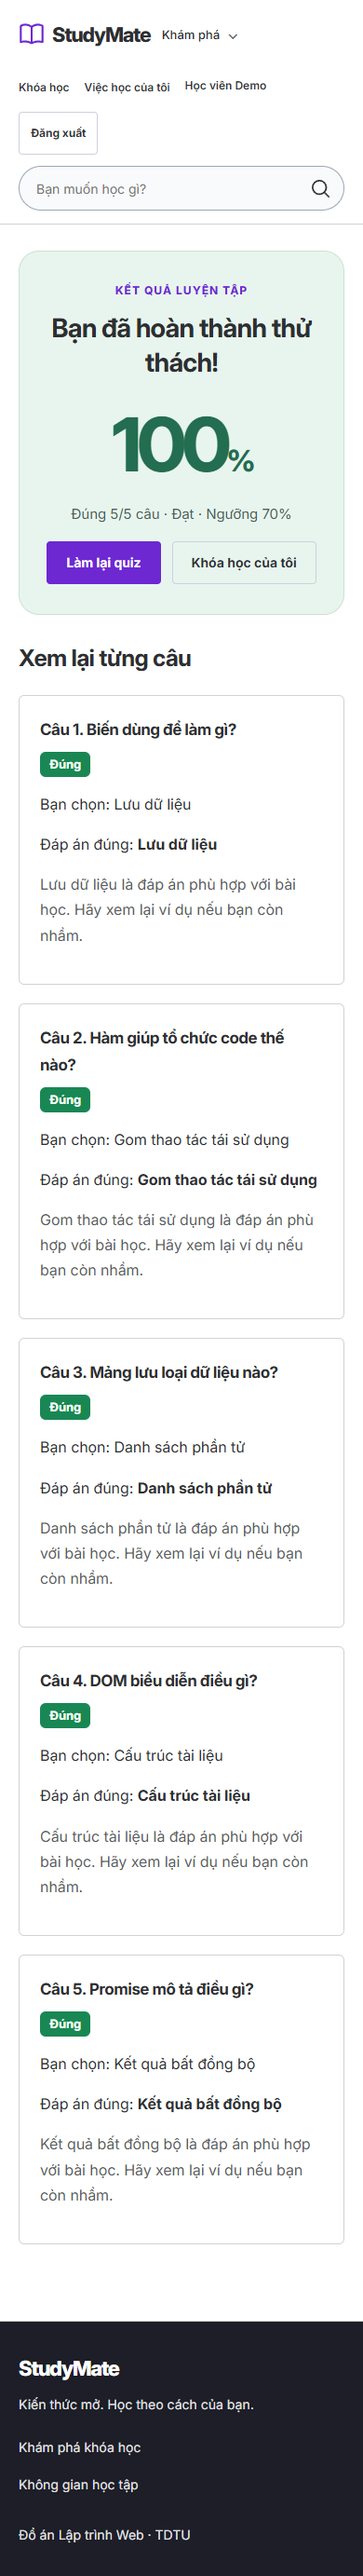 StudyMate Khám phá
Khóa học Việc học của tôi Học viên Demo
Đăng xuất
Bạn muốn học gì?
KẾT QUẢ LUYỆN TẬP
Bạn đã hoàn thành thử
thách!
100%
Đúng 5/5 câu · Đạt · Ngưỡng 70%
Làm lại quiz Khóa học của tôi
Xem lại từng câu
Câu 1. Biến dùng để làm gì?
Đúng
Bạn chọn: Lưu dữ liệu
Đáp án đúng: Lưu dữ liệu
Lưu dữ liệu là đáp án phù hợp với bài
học. Hãy xem lại ví dụ nếu bạn còn
nhầm.
Câu 2. Hàm giúp tổ chức code thế
nào?
Đúng
Bạn chọn: Gom thao tác tái sử dụng
Đáp án đúng: Gom thao tác tái sử dụng
Gom thao tác tái sử dụng là đáp án phù
hợp với bài học. Hãy xem lại ví dụ nếu
bạn còn nhầm.
Câu 3. Mảng lưu loại dữ liệu nào?
Đúng
Bạn chọn: Danh sách phần tử
Đáp án đúng: Danh sách phần tử
Danh sách phần tử là đáp án phù hợp
với bài học. Hãy xem lại ví dụ nếu bạn
còn nhầm.
Câu 4. DOM biểu diễn điều gì?
Đúng
Bạn chọn: Cấu trúc tài liệu
Đáp án đúng: Cấu trúc tài liệu
Cấu trúc tài liệu là đáp án phù hợp với
bài học. Hãy xem lại ví dụ nếu bạn còn
nhầm.
Câu 5. Promise mô tả điều gì?
Đúng
Bạn chọn: Kết quả bất đồng bộ
Đáp án đúng: Kết quả bất đồng bộ
Kết quả bất đồng bộ là đáp án phù hợp
với bài học. Hãy xem lại ví dụ nếu bạn
còn nhầm.
StudyMate
Kiến thức mở. Học theo cách của bạn.
Khám phá khóa học
Không gian học tập
Đồ án Lập trình Web · TDTU